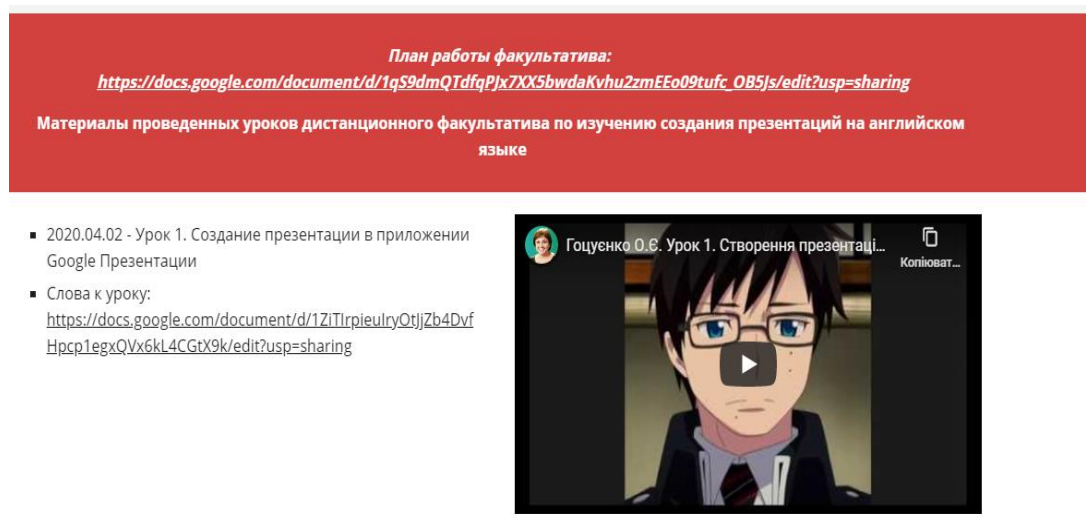 План работы факультатива:
https://docs.google.com/document/d/1qS9dmQTdfqPJx7XX5bwdaKvhu2zmEEo09tufc_OB5Js/edit?usp=sharing
Материалы проведенных уроков дистанционного факультатива по изучению создания презентаций на английском
языке
2020.04.02 - Урок 1. Создание презентации в приложении
Google Презентации
Слова к уроку:
https://docs.google.com/document/d/1ZiTIrpieuIryOtIjJZb4Dvf
Hpcp1egxQVx6kL4CGtX9k/edit?usp=sharing
Гоцуєнко О.Є. Урок 1. Створення презентаці...
Копіюват...